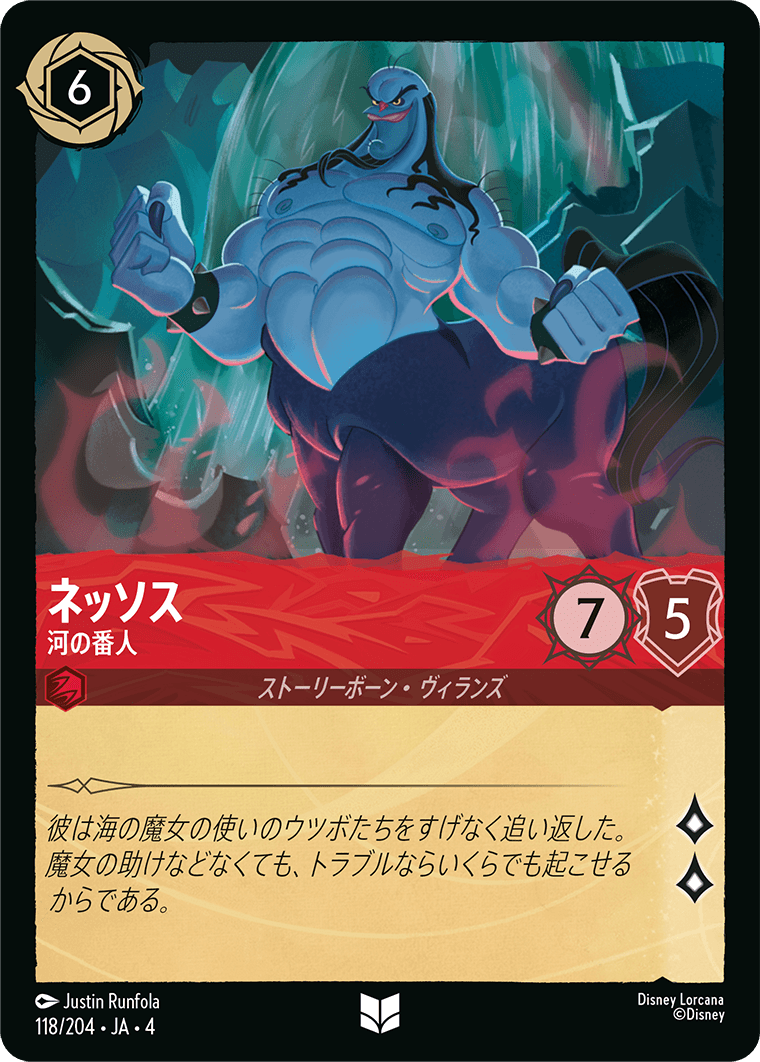 6
ネッソス
河の番人
7
5
ストーリーボーン・ヴィランズ
彼は海の魔女の使いのウツボたちをすげなく追い返した。
魔女の助けなどなくても、トラブルならいくらでも起こせる
からである。
Justin Runfola
118/204・JA・4
Disney Lorcana
©Disney